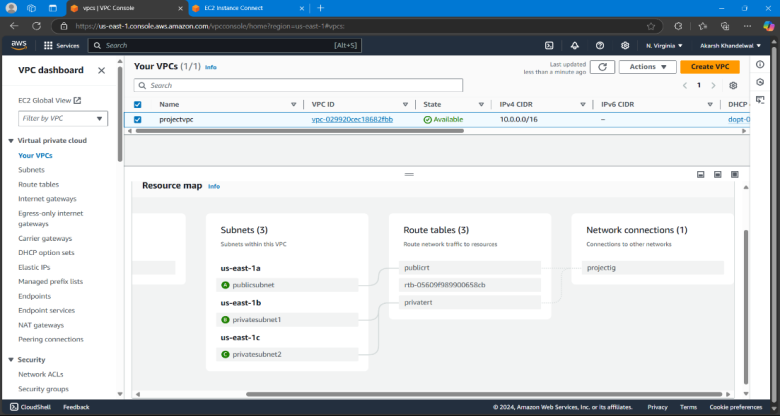 vpcs | VPC Console
EC2 Instance Connect
https://us-east-1.console.aws.amazon.com/vpcconsole/home?region=us-east-1#vpcs:
aws
Services
Search
[Alt+S]
N. Virginia
Akarsh Khandelwal
VPC dashboard
EC2 Global View
Filter by VPC
Virtual private cloud
Your VPCs
Subnets
Route tables
Internet gateways
Egress-only internet
gateways
Carrier gateways
DHCP option sets
Elastic IPs
Managed prefix lists
Endpoints
Endpoint services
NAT gateways
Peering connections
Security
Network ACLs
Security groups
Your VPCs (1/1) Info
Last updated
less than a minute ago
Actions
Create VPC
Search
1
Name
VPC ID
State
IPv4 CIDR
IPv6 CIDR
DHCP
projectvpc
vpc-029920cec18682fbb
Available
10.0.0.0/16
–
dopt-0
Resource map Info
Subnets (3)
Subnets within this VPC
us-east-1a
A publicsubnet
us-east-1b
B privatesubnet1
us-east-1c
C privatesubnet2
Route tables (3)
Route network traffic to resources
publicrt
rtb-05609f989900658cb
privatert
Network connections (1)
Connections to other networks
projectig
CloudShell
Feedback
© 2024, Amazon Web Services, Inc. or its affiliates.
Privacy
Terms
Cookie preferences